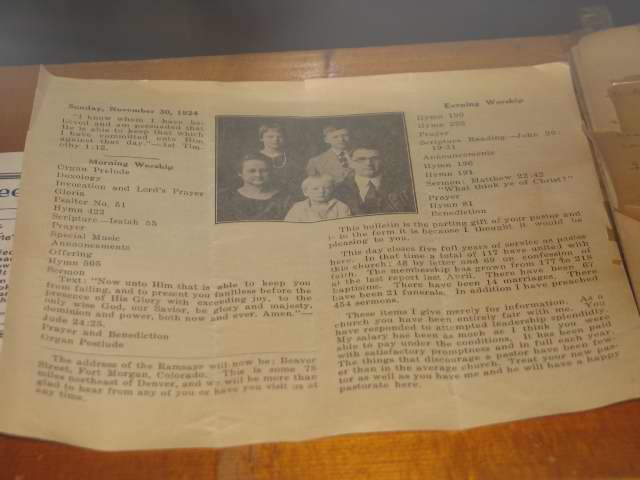 Sunday, November 30, 1924
"I know whom I have be-
lieved and am persuaded that
He is able to keep that which
I have committed unto Him
against that day."—1st Tim-
othy 1:12.
Morning Worship
Organ Prelude
Doxology
Invocation and Lord's Prayer
Gloria
Psalter No. 51
Hymn 422
Scripture—Isaiah 55
Prayer
Special Music
Announcements
Offering
Hymn 505
Sermon
Text: "Now unto Him that is able to keep you
from falling, and to present you faultless before the
presence of His Glory with exceeding joy, to the
only wise God, our Savior, be glory and majesty,
dominion and power, both now and ever. Amen."—
Jude 24:25.
Prayer and Benediction
Organ Postlude
The address of the Ramsays will now be: Beaver
Street, Fort Morgan, Colorado. This is some 78
miles northeast of Denver, and we will be more than
glad to hear from any of you or have you visit us at
any time.
Evening Worship
Hymn 199
Hymn
Prayer
Scripture Reading—John 20:
19-31
Announcements
Hymn 196
Hymn 191
Sermon: Matthew 22:42
"What think ye of Christ?"
Prayer
Hymn 81
Benediction
This bulletin is the parting gift of your pastor and
is in the form it is because I thought it would be
pleasing to you.
This day closes five full years of service as pastor
here. In that time a total of 117 have united with
this church: 48 by letter and 69 on confession of
faith. The membership has grown from 177 to 218
at the last report last April. There have been 67
baptisms. There have been 14 marriages. There
have been 21 funerals. In addition I have preached
454 sermons.
These items I give merely for information. As a
church you have been entirely fair with me. You
have responded to attempted leadership splendidly.
My salary has been as much as I think you were
able to pay under the conditions. It has been paid
with satisfactory promptness and in full each year.
The things that discourage a pastor have been few-
er than in the average church. Treat your new pas-
tor as well as you have me and he will have a happy
pastorate here.